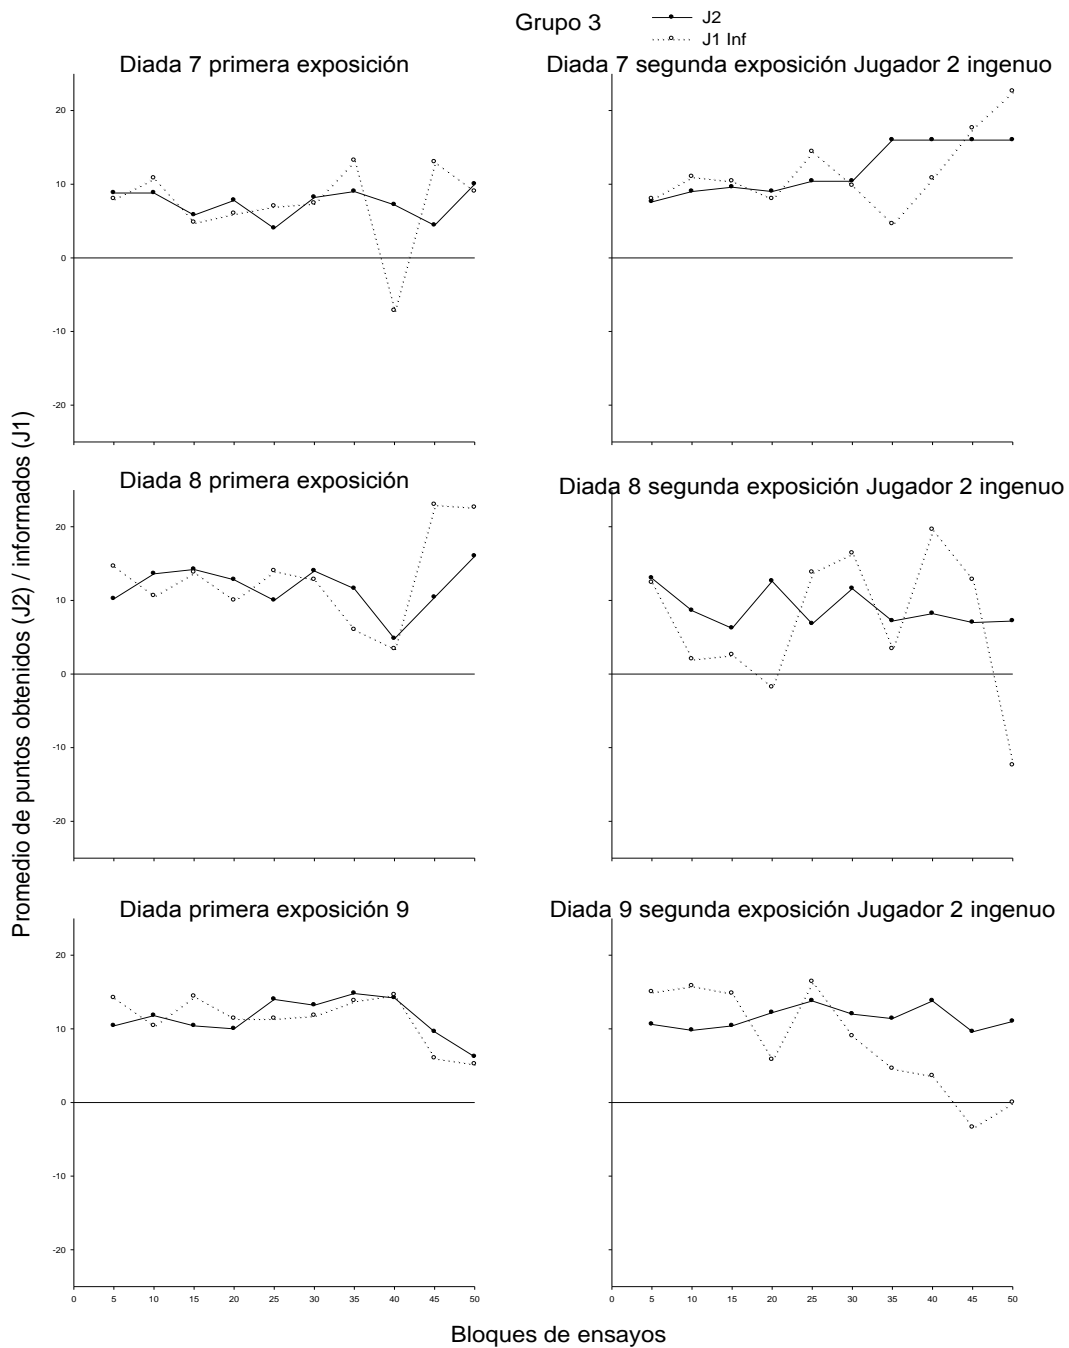 Grupo 3
J2
J1 Inf
Diada 7 primera exposición
Diada 7 segunda exposición Jugador 2 ingenuo
20
10
0
-10
-20
Diada 8 primera exposición
Diada 8 segunda exposición Jugador 2 ingenuo
20
10
0
-10
-20
Promedio de puntos obtenidos (J2) / informados (J1)
Diada primera exposición 9
Diada 9 segunda exposición Jugador 2 ingenuo
20
10
0
-10
-20
0 5 10 15 20 25 30 35 40 45 50
0 5 10 15 20 25 30 35 40 45 50
Bloques de ensayos